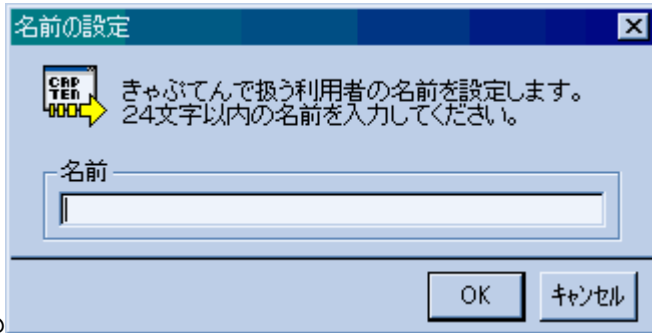 名前の設定
CAP
TEN
きゃぷてんで扱う利用者の名前を設定します。
24文字以内の名前を入力してください。
名前
OK
キャンセル